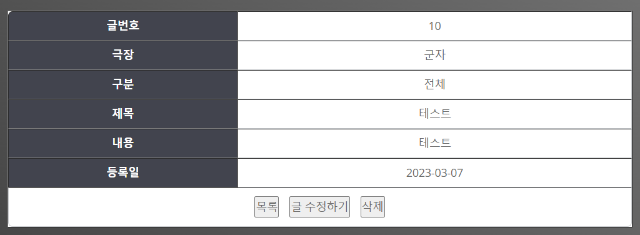 글번호 10
극장 군자
구분 전체
제목 테스트
내용 테스트
등록일 2023-03-07
목록 글 수정하기 삭제